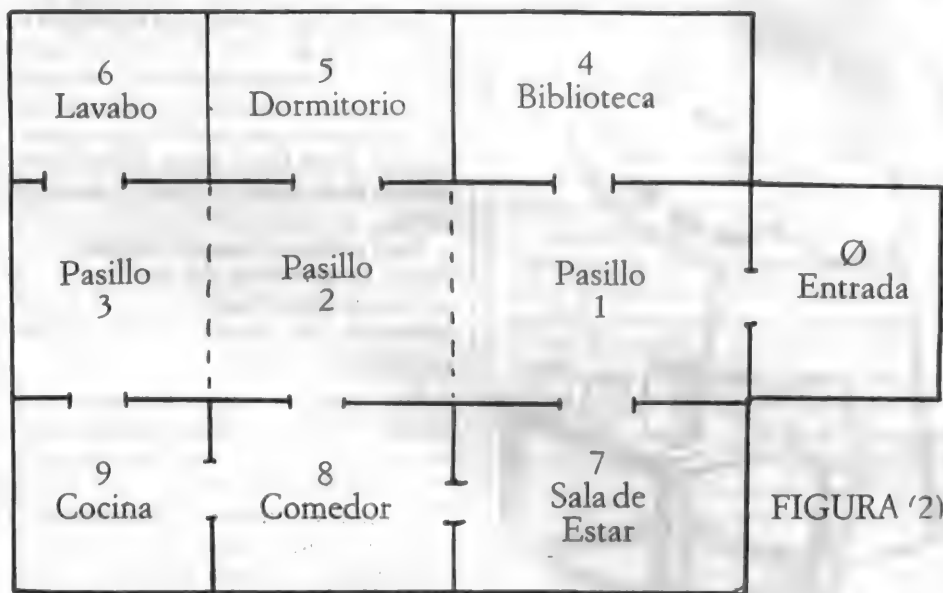 6
Lavabo
5
Dormitorio
4
Biblioteca
Pasillo
3
Pasillo
2
Pasillo
1
Ø
Entrada
9
Cocina
8
Comedor
7
Sala de
Estar
FIGURA '2)